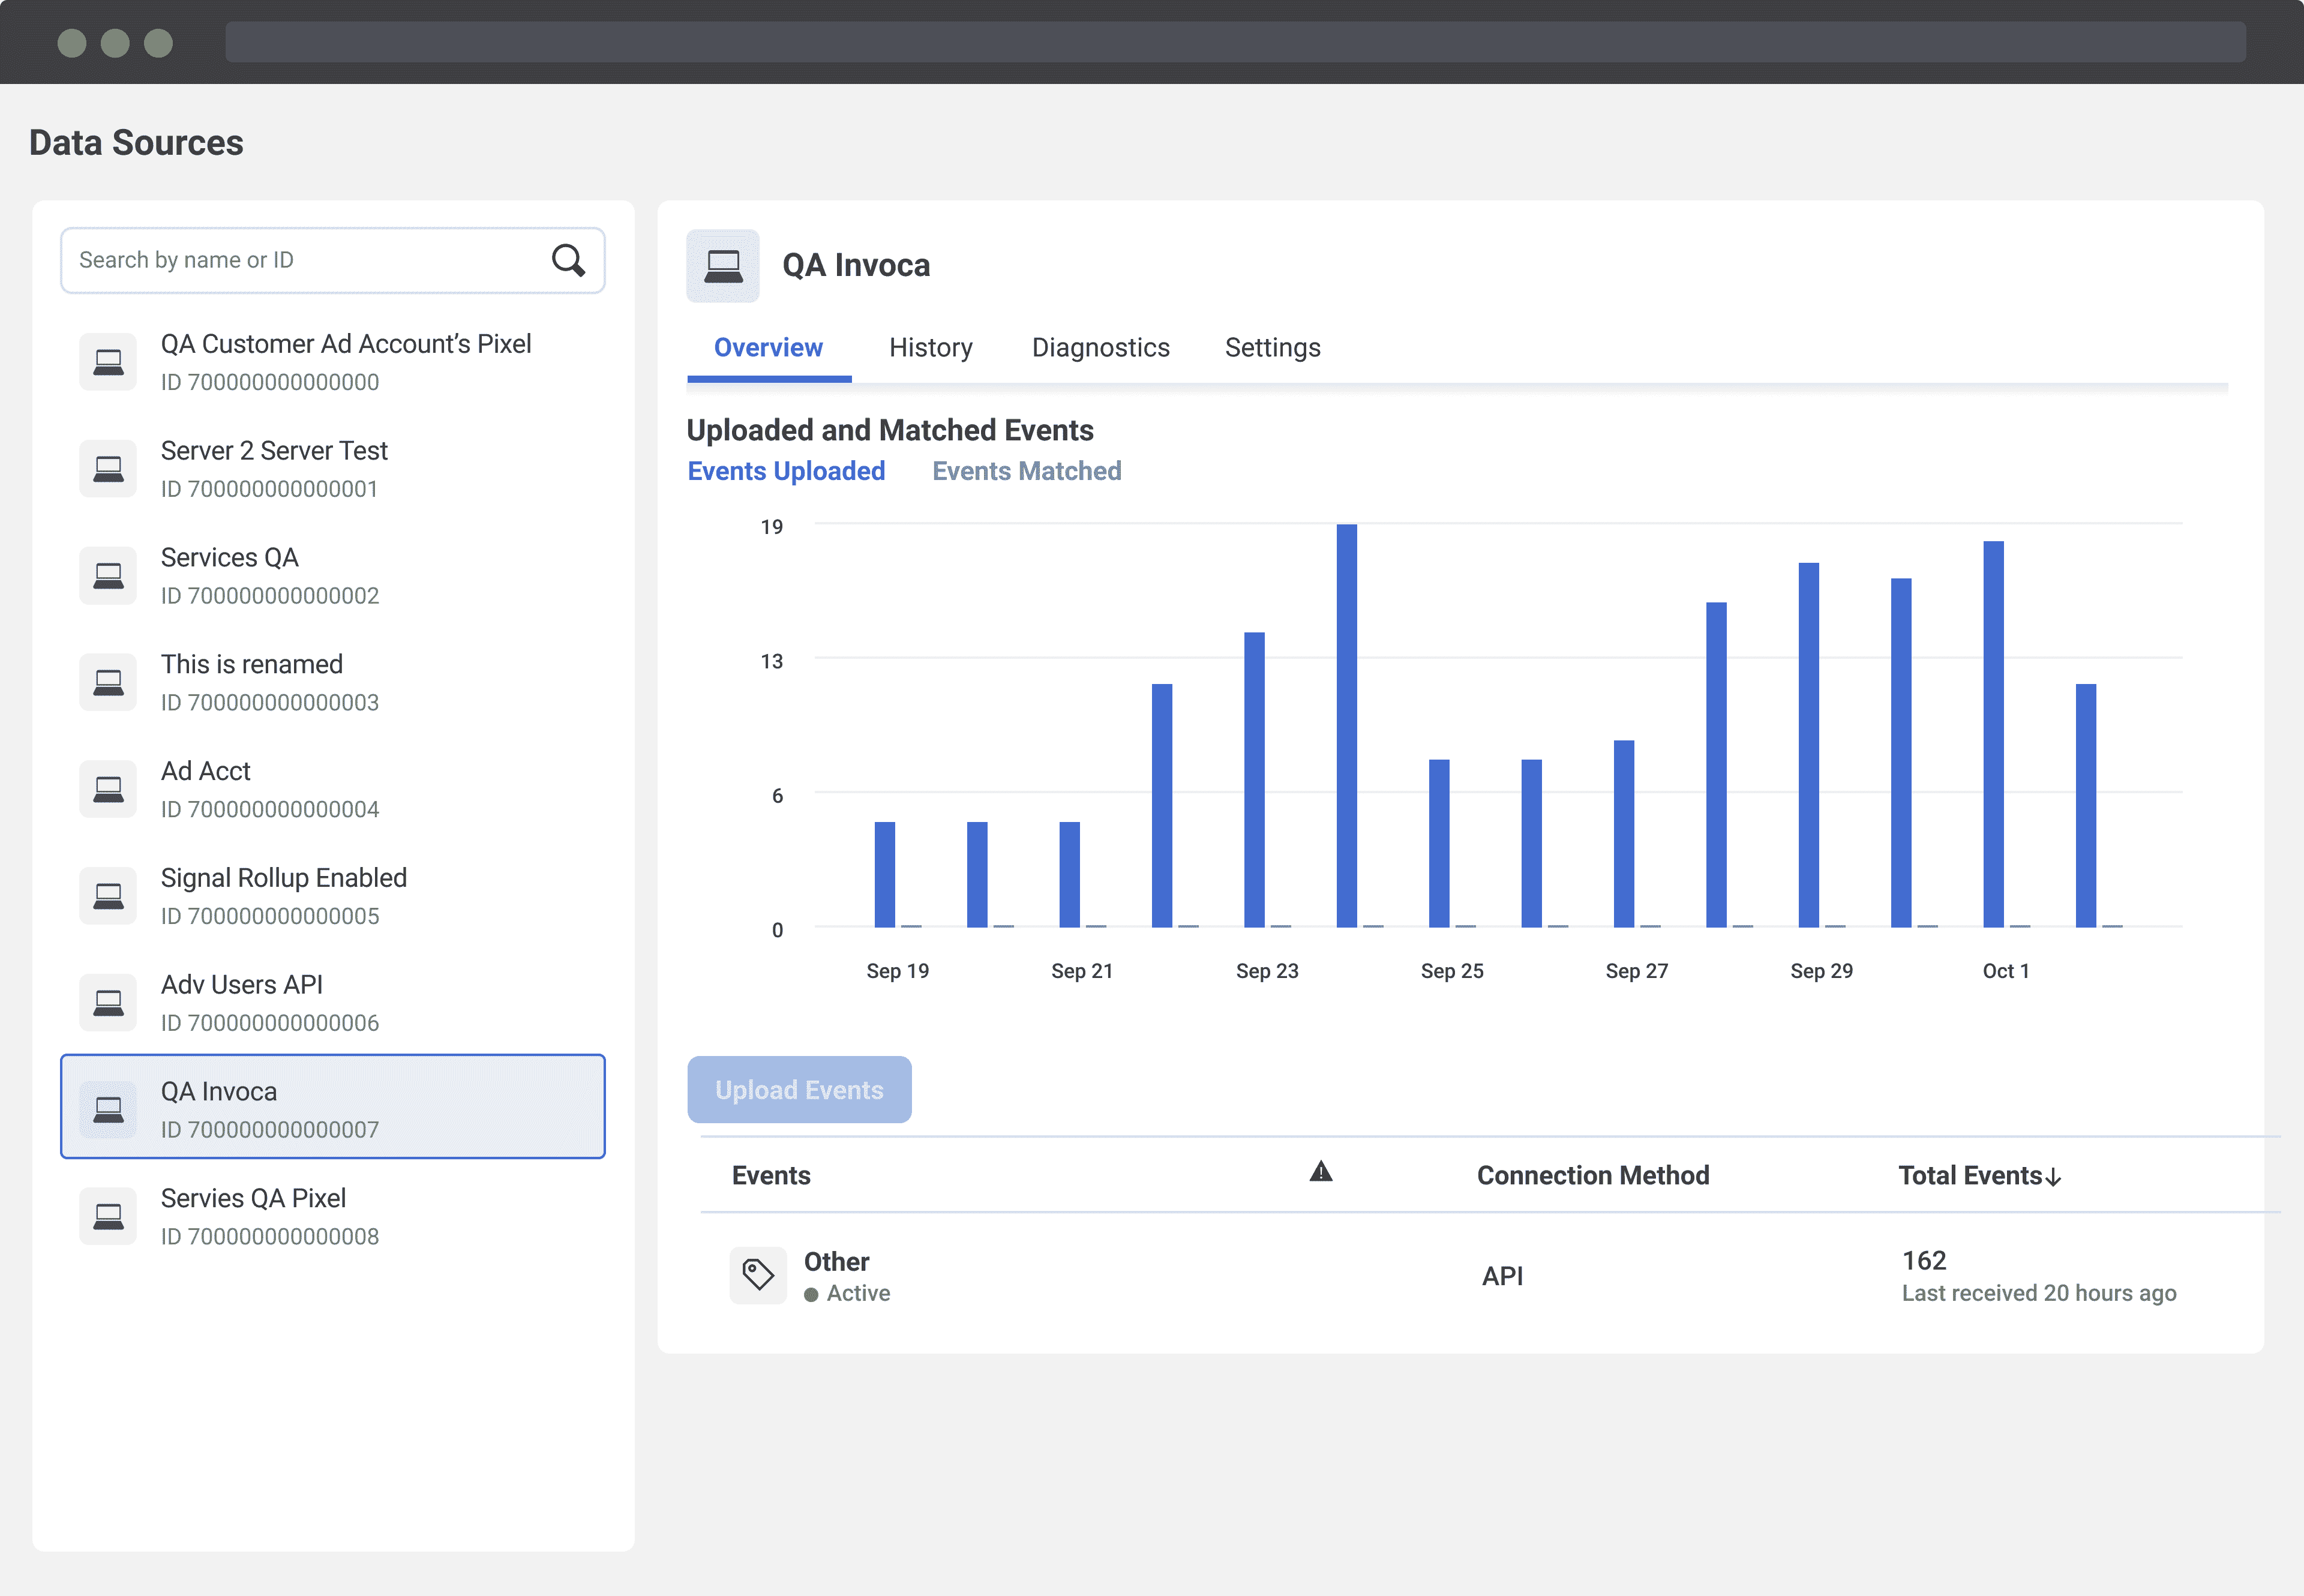 Data Sources
Search by name or ID
QA Customer Ad Account’s Pixel
ID 700000000000000
Server 2 Server Test
ID 700000000000001
Services QA
ID 700000000000002
This is renamed
ID 700000000000003
Ad Acct
ID 700000000000004
Signal Rollup Enabled
ID 700000000000005
Adv Users API
ID 700000000000006
QA Invoca
ID 700000000000007
Servies QA Pixel
ID 700000000000008
QA Invoca
Overview History Diagnostics Settings
Uploaded and Matched Events
Events Uploaded Events Matched
19
13
6
0
Sep 19 Sep 21 Sep 23 Sep 25 Sep 27 Sep 29 Oct 1
Upload Events
Events Connection Method Total Events↓
Other
Active
API
162
Last received 20 hours ago